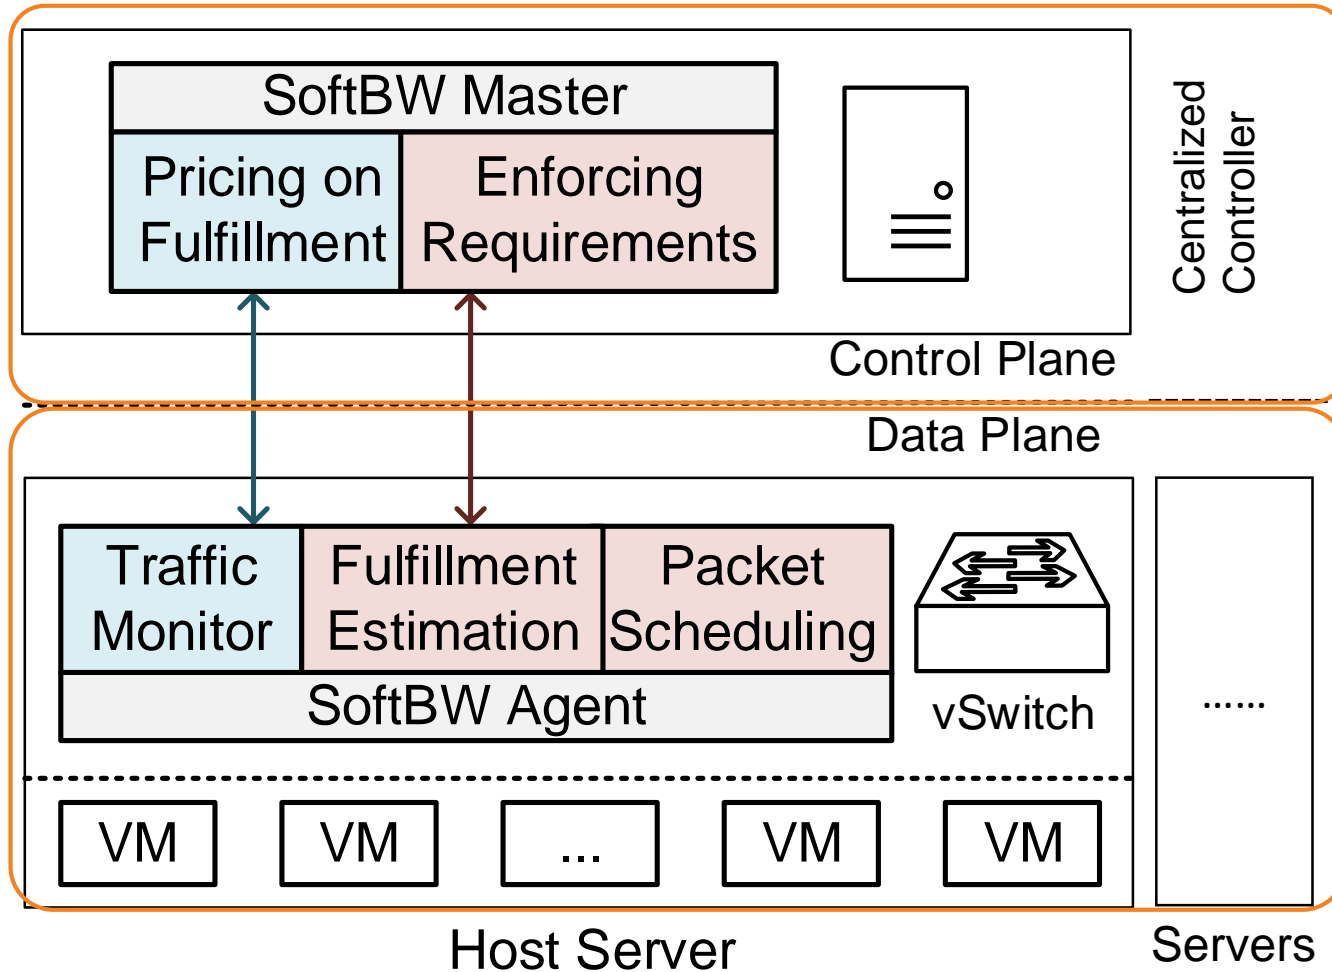 SoftBW Master
Pricing on
Fulfillment
Enforcing
Requirements
Centralized
Controller
Control Plane
Data Plane
Traffic
Monitor
Fulfillment
Estimation
Packet
Scheduling
SoftBW Agent
vSwitch
......
VM
VM
...
VM
VM
Host Server
Servers